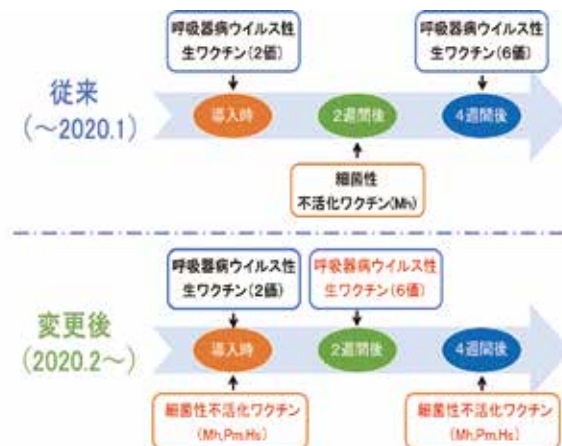 呼吸器病ウイルス性
生ワクチン(2価)
呼吸器病ウイルス性
生ワクチン(6価)
従来
(～2020.1)
導入時
2週間後
4週間後
細菌性
不活化ワクチン(Mh)
呼吸器病ウイルス性
生ワクチン(2価)
呼吸器病ウイルス性
生ワクチン(6価)
変更後
(2020.2～)
導入時
2週間後
4週間後
細菌性不活化ワクチン
(Mh,Pm,Hs)
細菌性不活化ワクチン
(Mh,Pm,Hs)